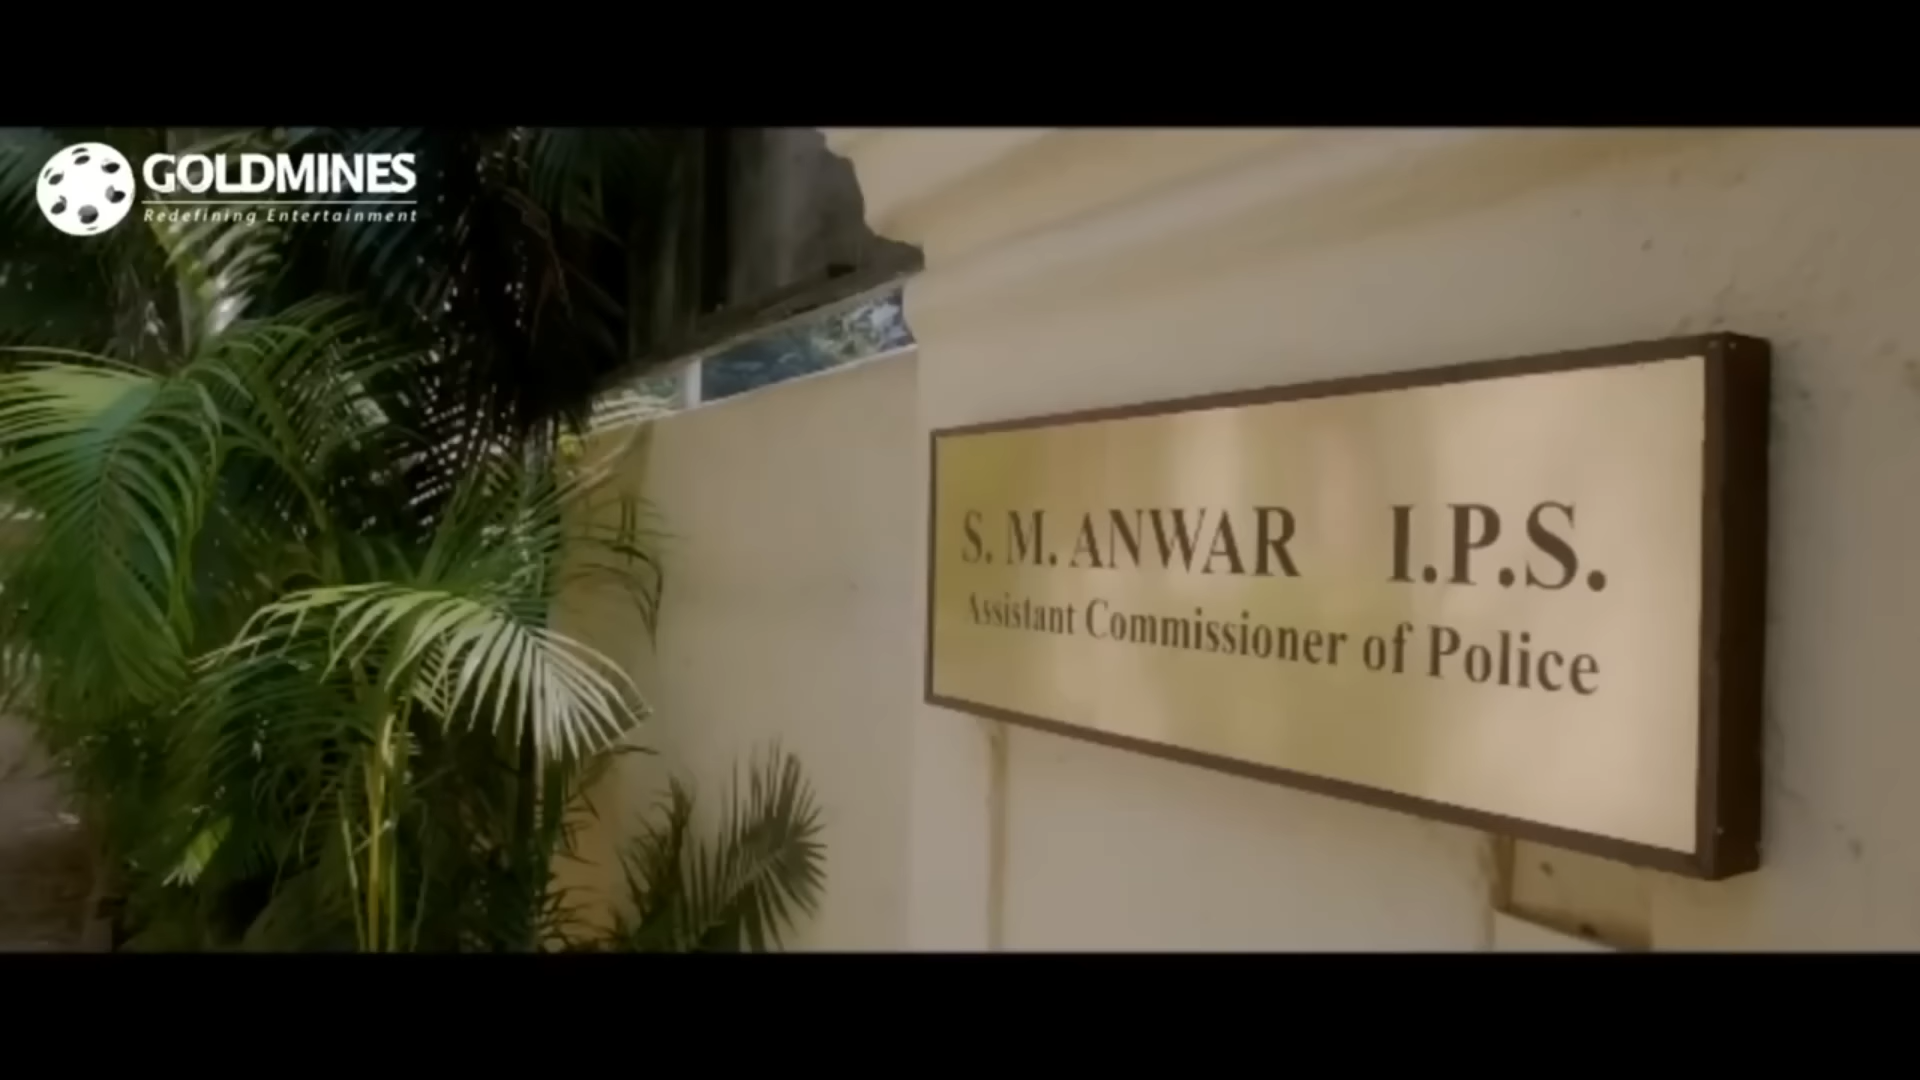 GOLDMINES
Redefining Entertainment
S. M. ANWAR I.P.S.
Assistant Commissioner of Police